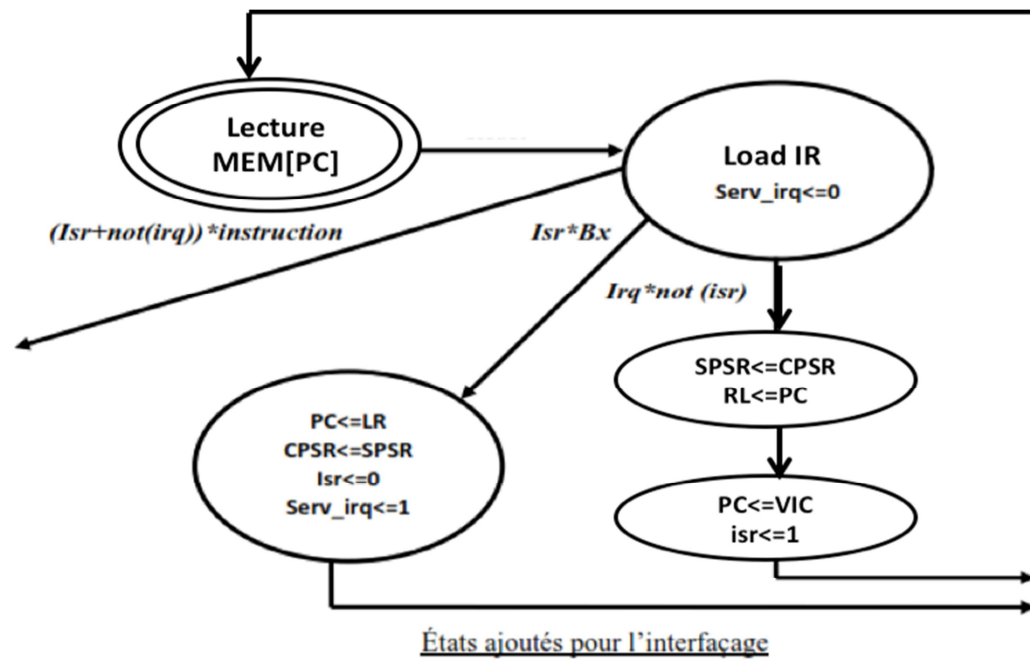 Lecture
MEM[PC]
Load IR
Serv_irq<=0
(Isr+not(irq))*instruction
Isr*Bx
Irq*not (isr)
SPSR<=CPSR
RL<=PC
PC<=LR
CPSR<=SPSR
Isr<=0
Serv_irq<=1
PC<=VIC
isr<=1
États ajoutés pour l’interfaçage